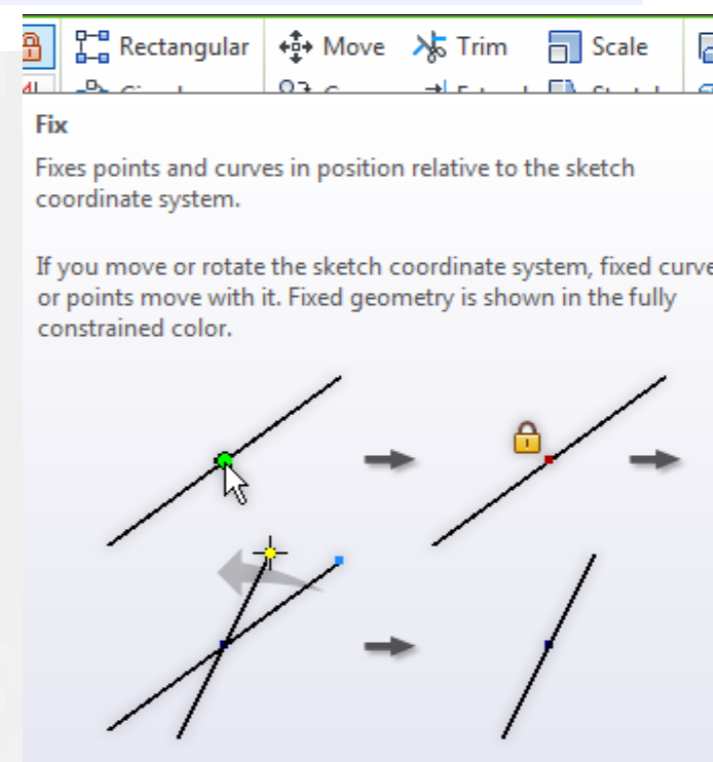 Rectangular Move Trim Scale
Fix
Fixes points and curves in position relative to the sketch
coordinate system.
If you move or rotate the sketch coordinate system, fixed curve
or points move with it. Fixed geometry is shown in the fully
constrained color.